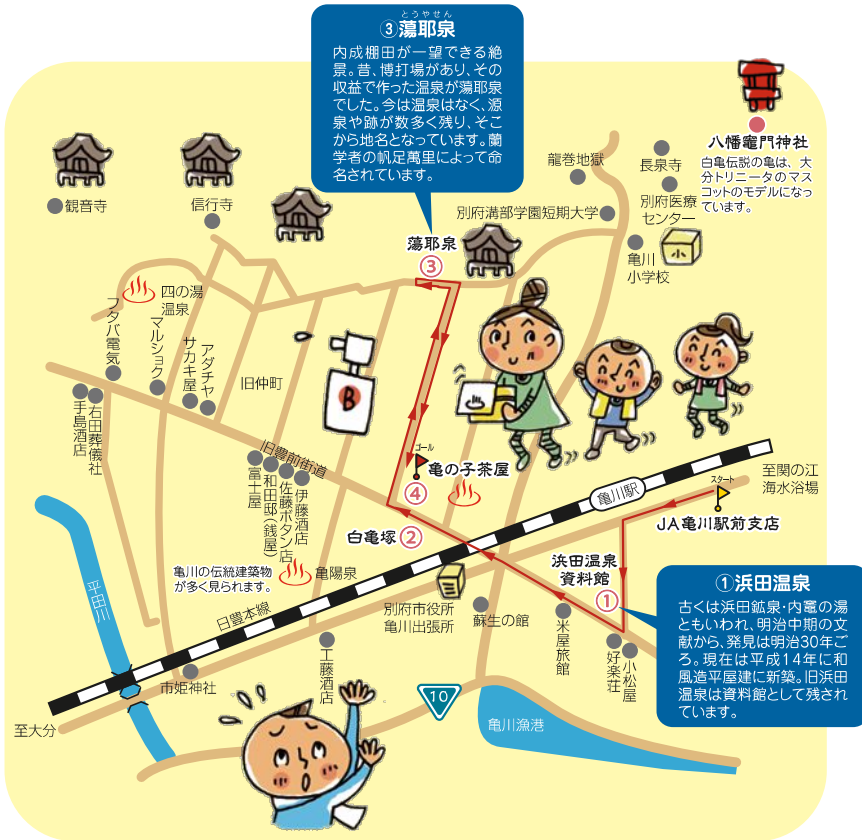 とうやせん
③蕩耶泉
内成棚田が一望できる絶
景。昔、博打場があり、その
収益で作った温泉が蕩耶泉
でした。今は温泉はなく、源
泉や跡が数多く残り、そこ
から地名となっています。蘭
学者の帆足萬里によって命
名されています。
八幡竈門神社
白亀伝説の亀は、大
分トリニータのマス
コットのモデルになっ
ています。
龍巻地獄
長泉寺
別府医療
センター
別府溝部学園短期大学
亀川
小学校
小
観音寺
信行寺
蕩耶泉
③
四の湯
温泉
フタバ電気
マルショク
サカキ屋
アダチヤ
旧仲町
B
手島酒店
右田葬儀社
旧豊前街道
富士屋
和田邸(銭屋)
佐藤ボタン店
伊藤酒店
ゴール
亀の子茶屋
④
白亀塚②
亀川駅
スタート
至関の江
海水浴場
JA亀川駅前支店
浜田温泉
資料館
①
亀川の伝統建築物
が多く見られます。
亀陽泉
別府市役所
亀川出張所
蘇生の館
米屋旅館
好楽荘
小松屋
①浜田温泉
古くは浜田鉱泉・内竈の湯
ともいわれ、明治中期の文
献から、発見は明治30年ご
ろ。現在は平成14年に和
風造平屋建に新築。旧浜田
温泉は資料館として残され
ています。
平田川
日豊本線
市姫神社
工藤酒店
10
亀川漁港
至大分